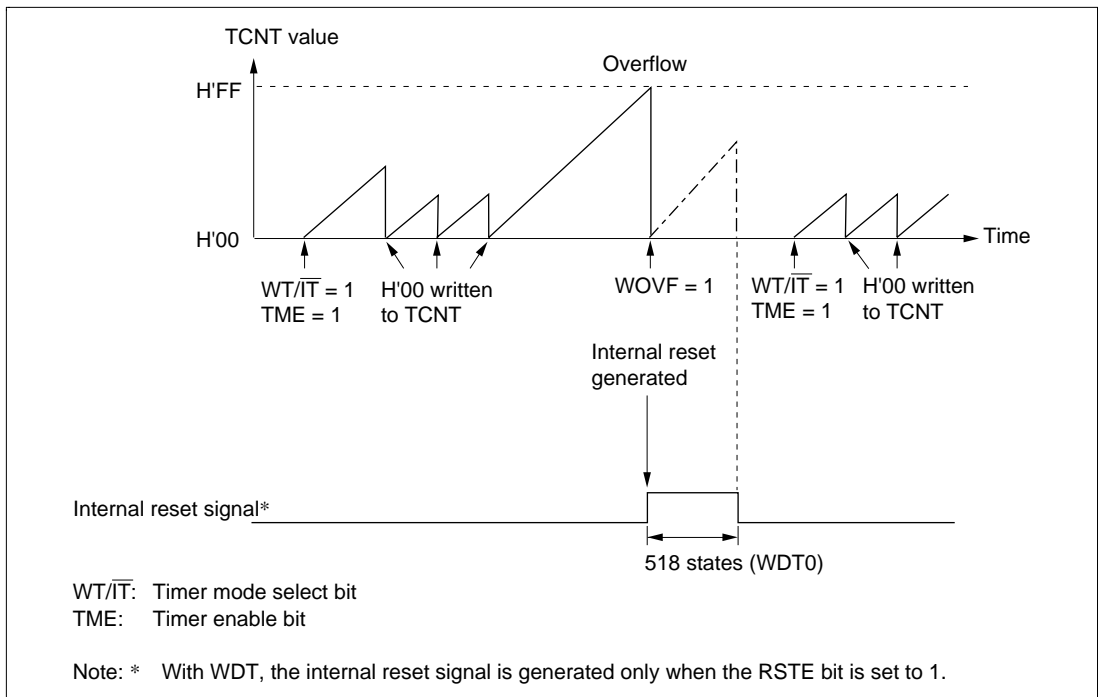 TCNT value
Overflow
H'FF
H'00
Time
WT/I̅T̅ = 1
TME = 1
H'00 written
to TCNT
WOVF = 1
WT/I̅T̅ = 1
TME = 1
H'00 written
to TCNT
Internal reset
generated
Internal reset signal*
518 states (WDT0)
WT/I̅T̅: Timer mode select bit
TME: Timer enable bit
Note: * With WDT, the internal reset signal is generated only when the RSTE bit is set to 1.